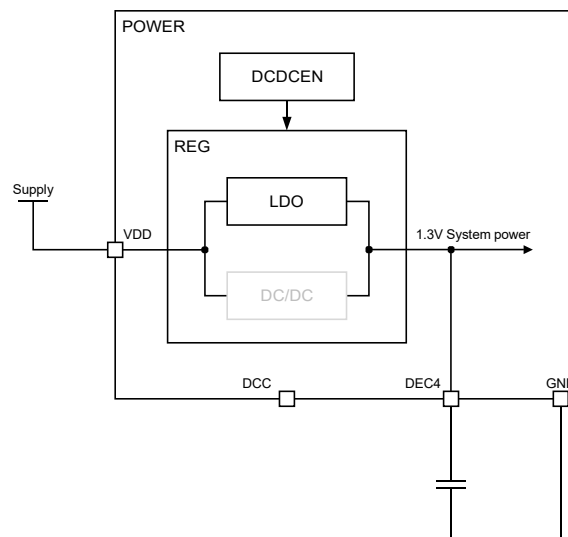 POWER
DCDCEN
REG
LDO
Supply
VDD
1.3V System power
DC/DC
DCC
DEC4